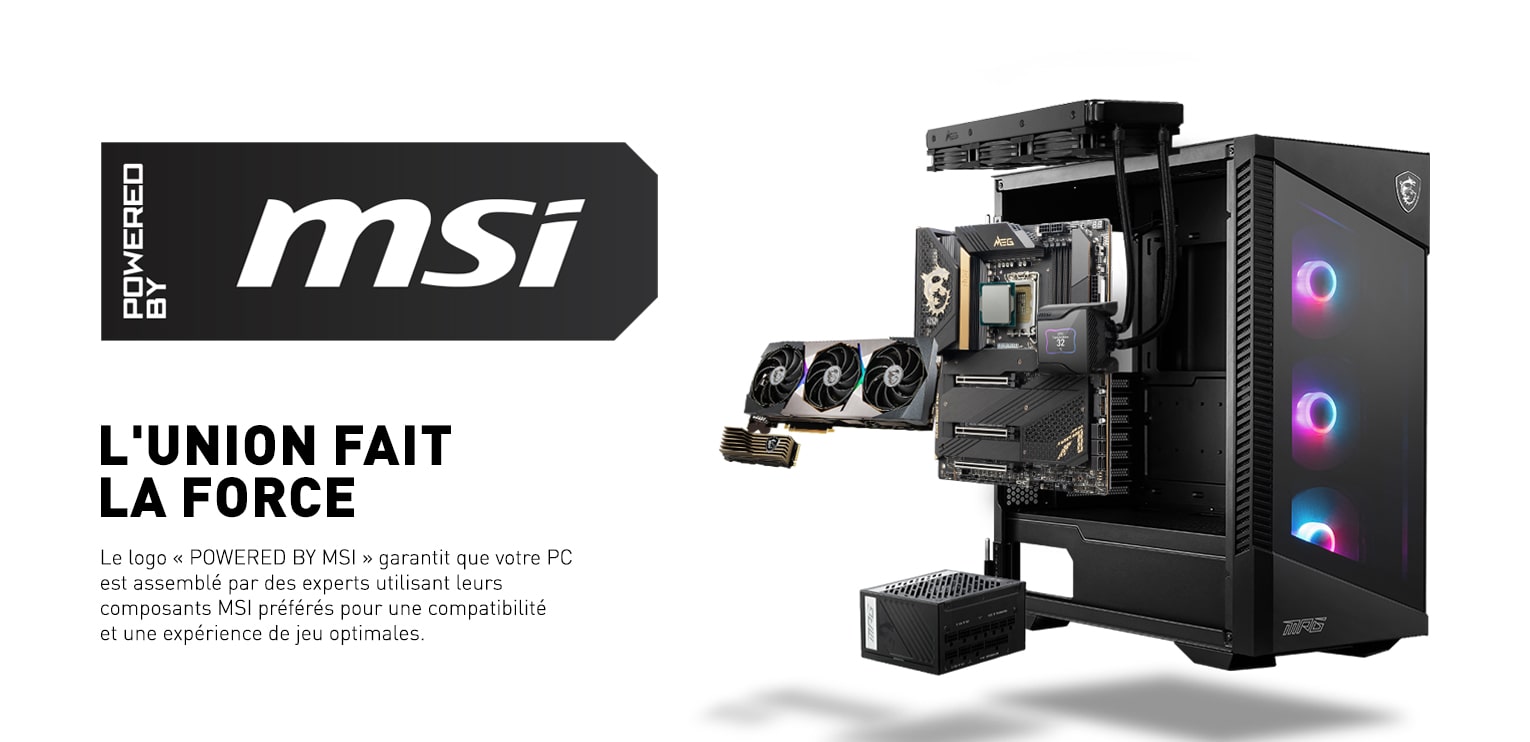 POWERED
BY
msi
L'UNION FAIT
LA FORCE
Le logo « POWERED BY MSI » garantit que votre PC
est assemblé par des experts utilisant leurs
composants MSI préférés pour une compatibilité
et une expérience de jeu optimales.
MEG
MEG
32°
MPG